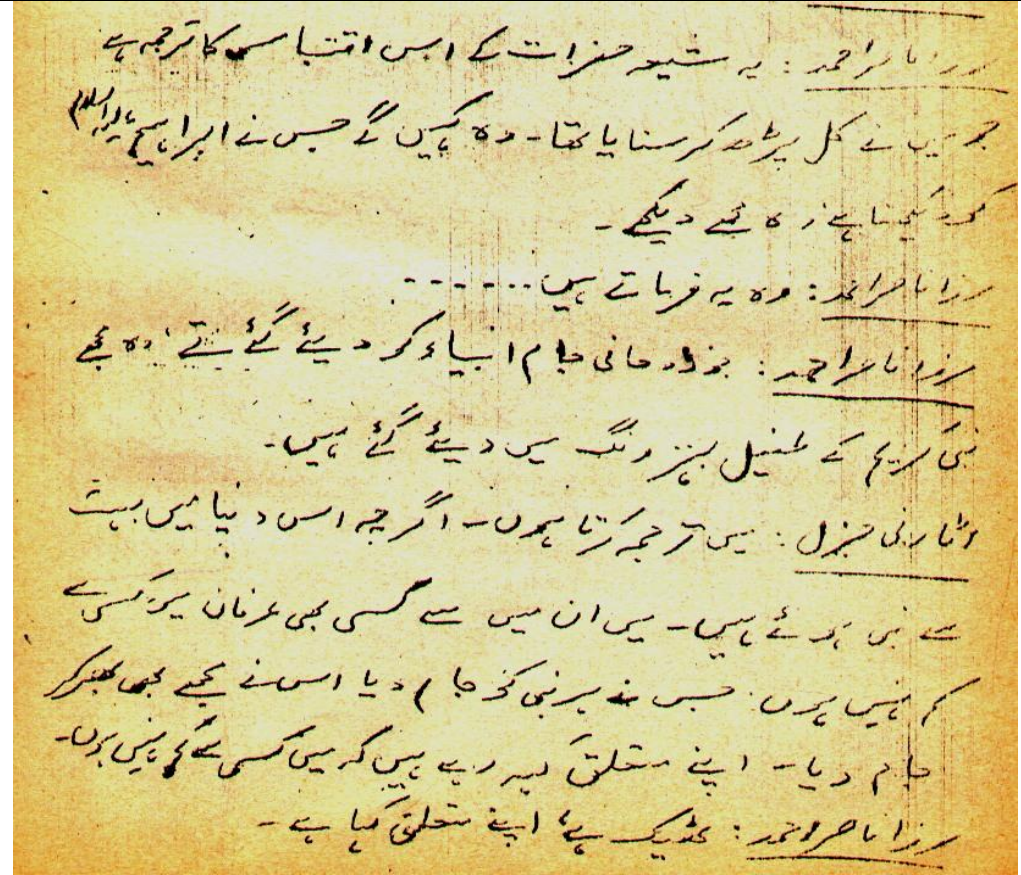 مرزا ناصر احمد: یہ شیعہ حضرات کے اس اقتباس کا ترجمہ ہے
جو میں نے کل پڑھ کر سنایا تھا۔ وہ کہیں گے جس نے ابراہیم علیہ السلام
کو دیکھنا ہے وہ مجھے دیکھے۔
مرزا ناصر احمد: وہ یہ فرماتے ہیں ......
مرزا ناصر احمد: جو روحانی جام انبیاء کو دیئے گئے تھے، وہ مجھے
نبی کریم کے طفیل بہتر رنگ میں دیئے گئے ہیں۔
اٹارنی جنرل: میں ترجمہ کرتا ہوں۔ اگرچہ اس دنیا میں بہت
سے نبی ہوئے ہیں۔ میں ان میں سے کسی بھی عرفان میں کسی سے
کم نہیں ہوں۔ جس نے ہر نبی کو جام دیا اس نے مجھے بھی بھر کر
جام دیا۔ اپنے متعلق کہہ رہے ہیں کہ میں کسی سے کم نہیں ہوں۔
مرزا ناصر احمد: ٹھیک ہے، اپنے متعلق کہا ہے۔